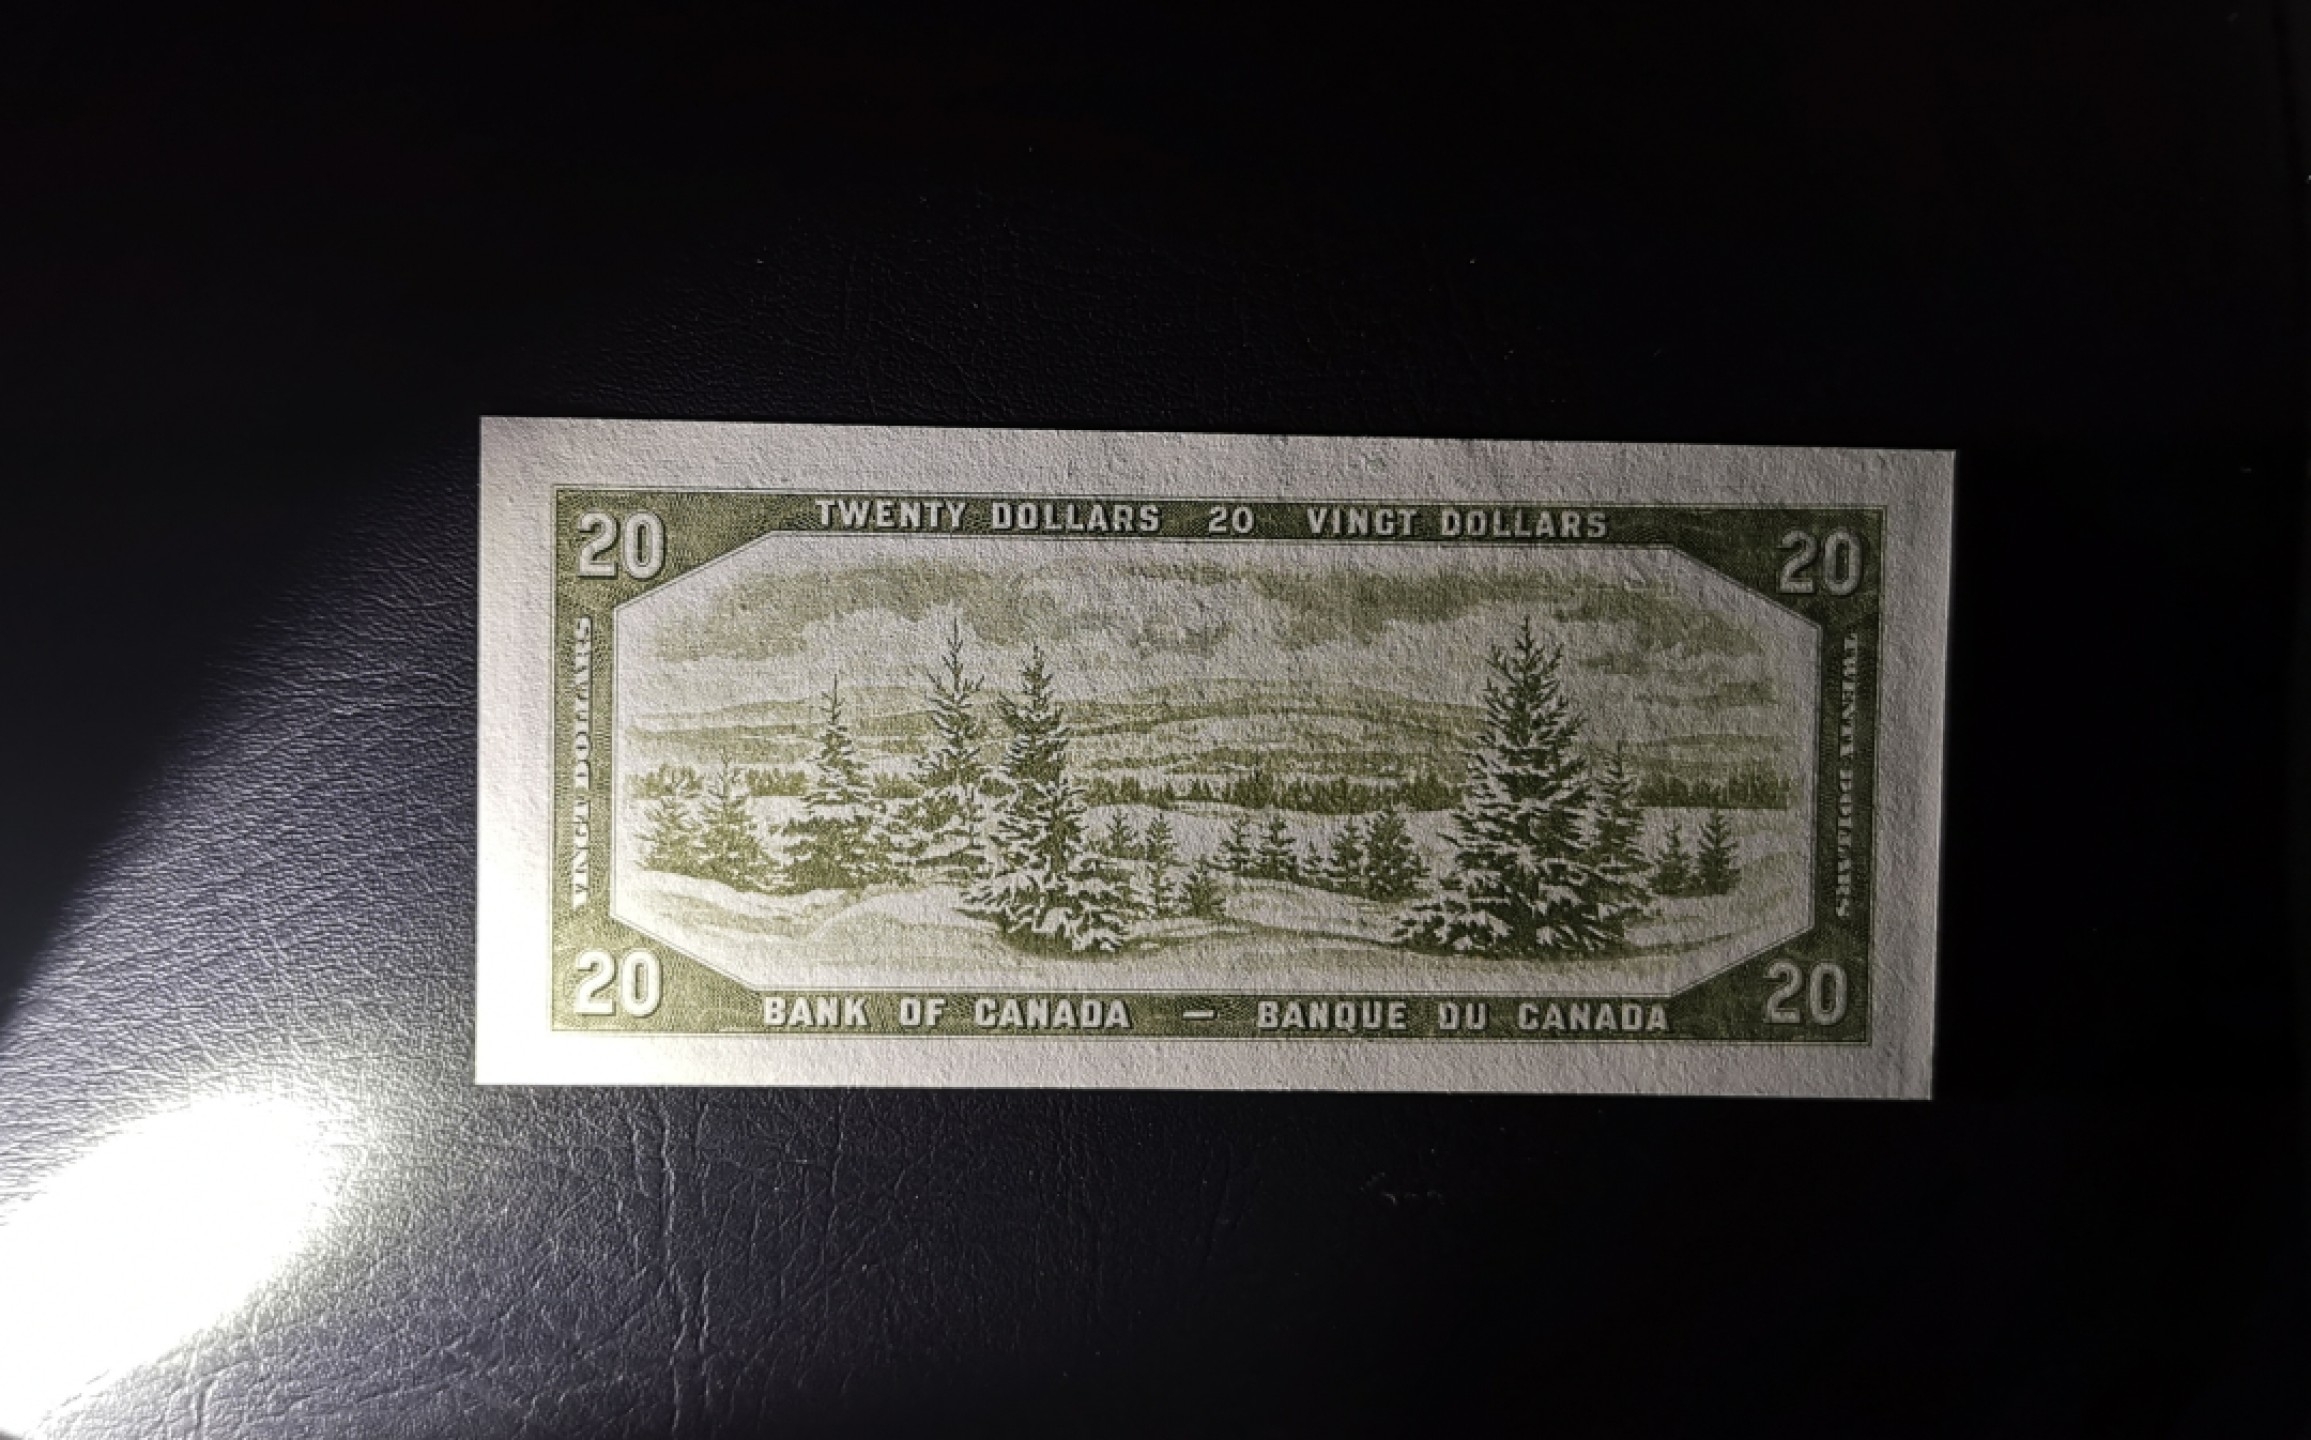 20 TWENTY DOLLARS 20 VINGT DOLLARS 20
VINGT DOLLARS
TWENTY DOLLARS
20 BANK OF CANADA — BANQUE DU CANADA 20